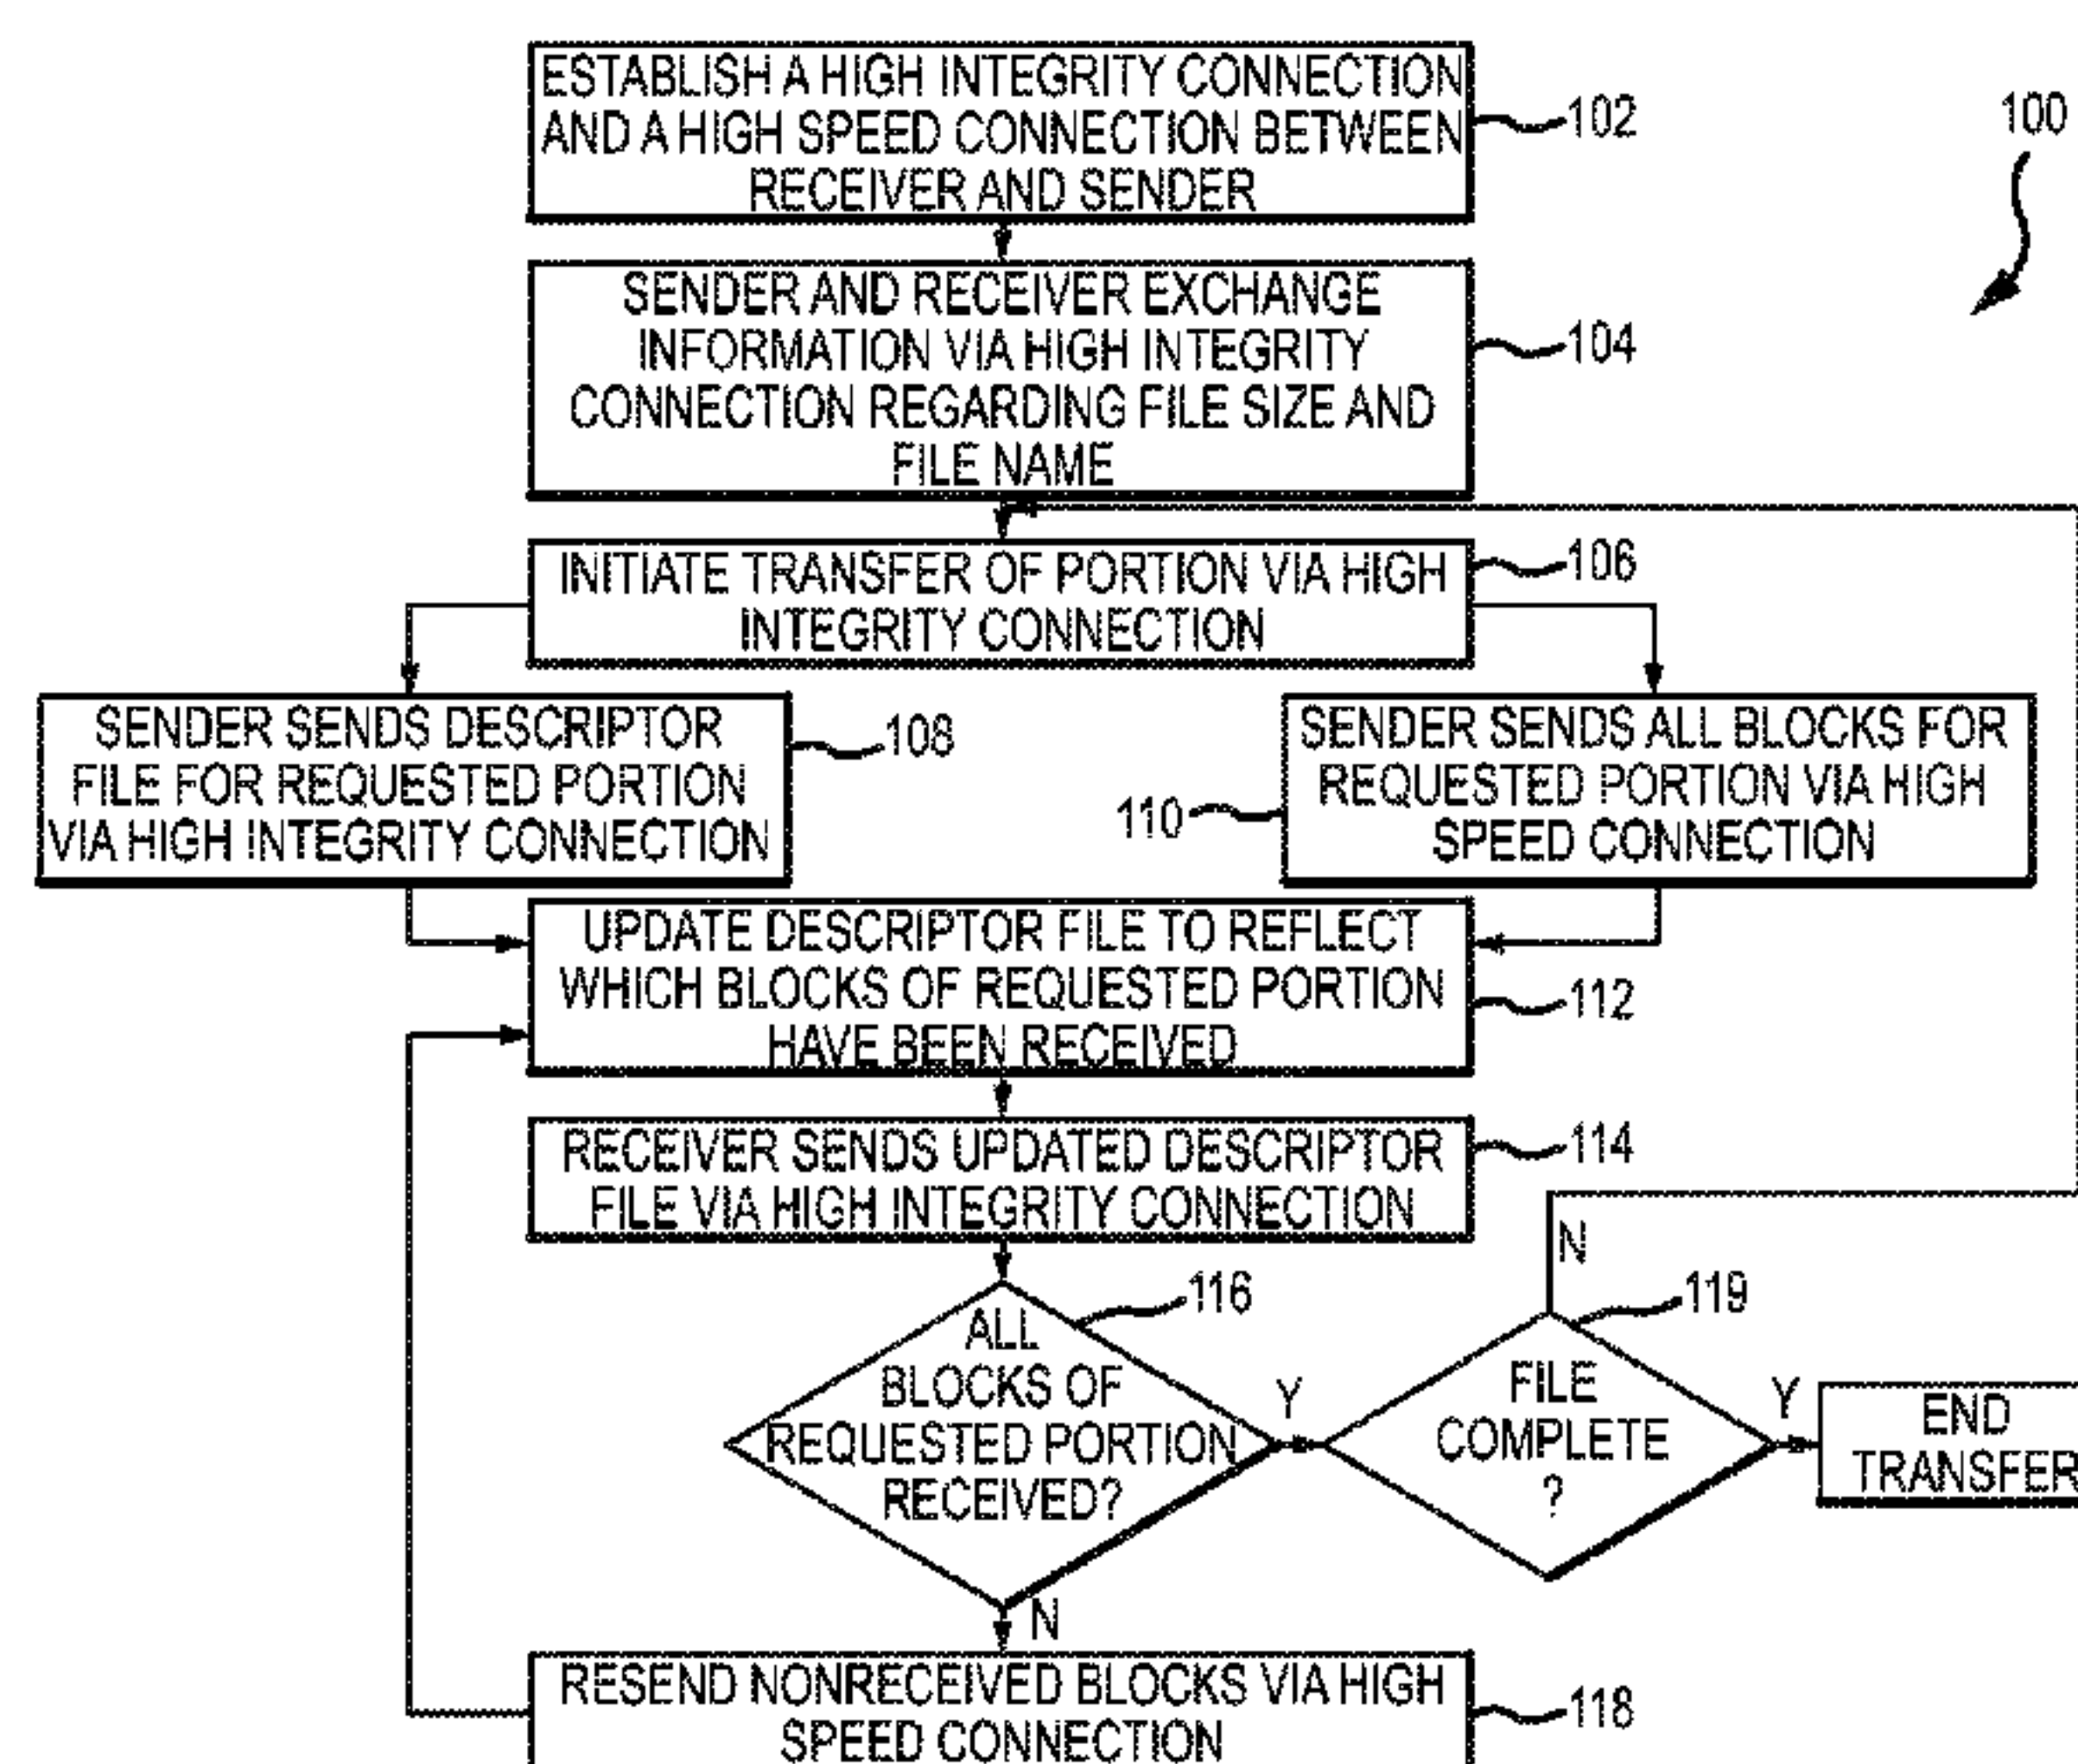 ESTABLISH A HIGH INTEGRITY CONNECTION
AND A HIGH SPEED CONNECTION BETWEEN
RECEIVER AND SENDER
102
100
SENDER AND RECEIVER EXCHANGE
INFORMATION VIA HIGH INTEGRITY
CONNECTION REGARDING FILE SIZE AND
FILE NAME
104
INITIATE TRANSFER OF PORTION VIA HIGH
INTEGRITY CONNECTION
106
SENDER SENDS DESCRIPTOR
FILE FOR REQUESTED PORTION
VIA HIGH INTEGRITY CONNECTION
108
SENDER SENDS ALL BLOCKS FOR
REQUESTED PORTION VIA HIGH
SPEED CONNECTION
110
UPDATE DESCRIPTOR FILE TO REFLECT
WHICH BLOCKS OF REQUESTED PORTION
HAVE BEEN RECEIVED
112
RECEIVER SENDS UPDATED DESCRIPTOR
FILE VIA HIGH INTEGRITY CONNECTION
114
ALL
BLOCKS OF
REQUESTED PORTION
RECEIVED?
116
Y
N
FILE
COMPLETE
?
119
N
Y
END
TRANSFER
RESEND NONRECEIVED BLOCKS VIA HIGH
SPEED CONNECTION
118